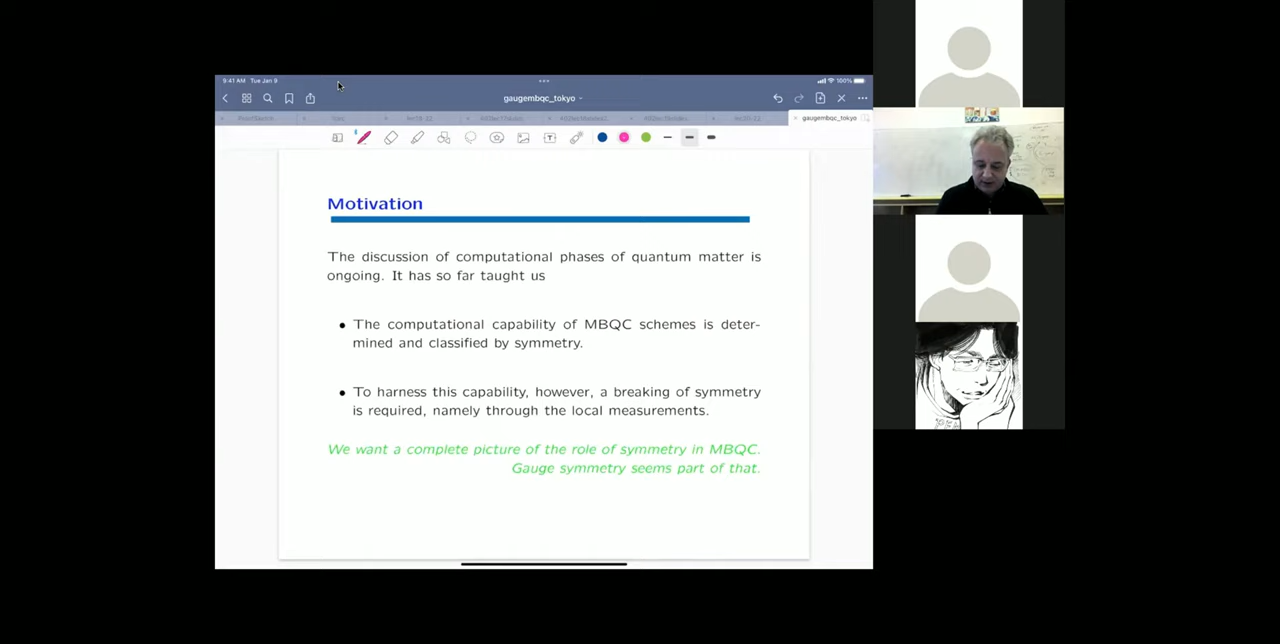 9:41 AM Tue Jan 9
100%
gaugembqc_tokyo
gaugembqc_tokyo
Motivation
The discussion of computational phases of quantum matter is
ongoing. It has so far taught us
• The computational capability of MBQC schemes is deter-
mined and classified by symmetry.
• To harness this capability, however, a breaking of symmetry
is required, namely through the local measurements.
We want a complete picture of the role of symmetry in MBQC.
Gauge symmetry seems part of that.